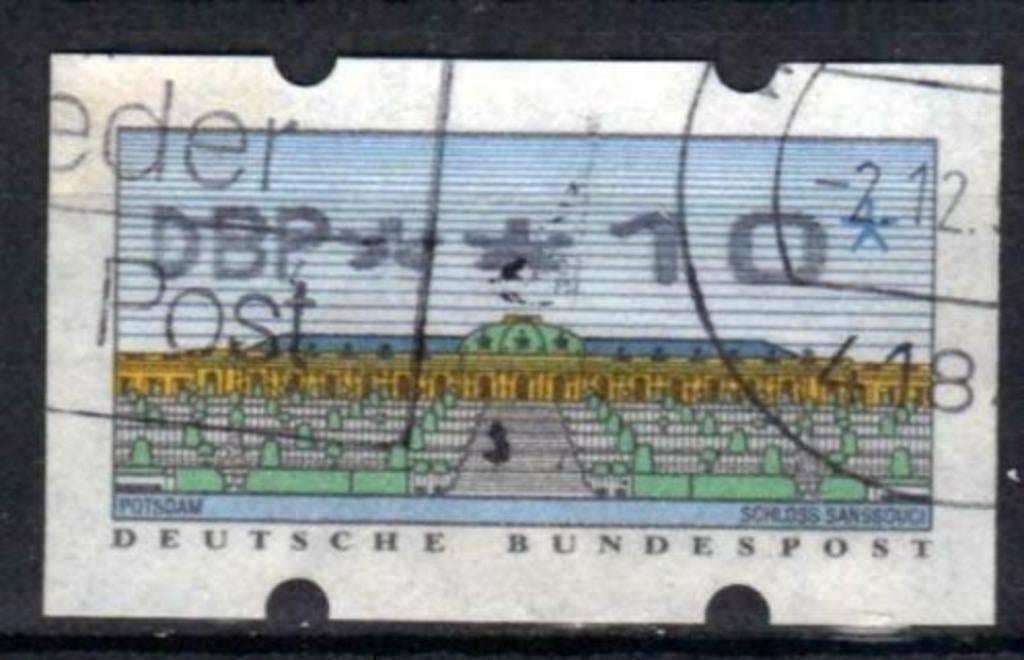 eder
Post
DBP** 10
-2.12.
418
POTSDAM
SCHLOSS SANSSOUCI
DEUTSCHE BUNDESPOST